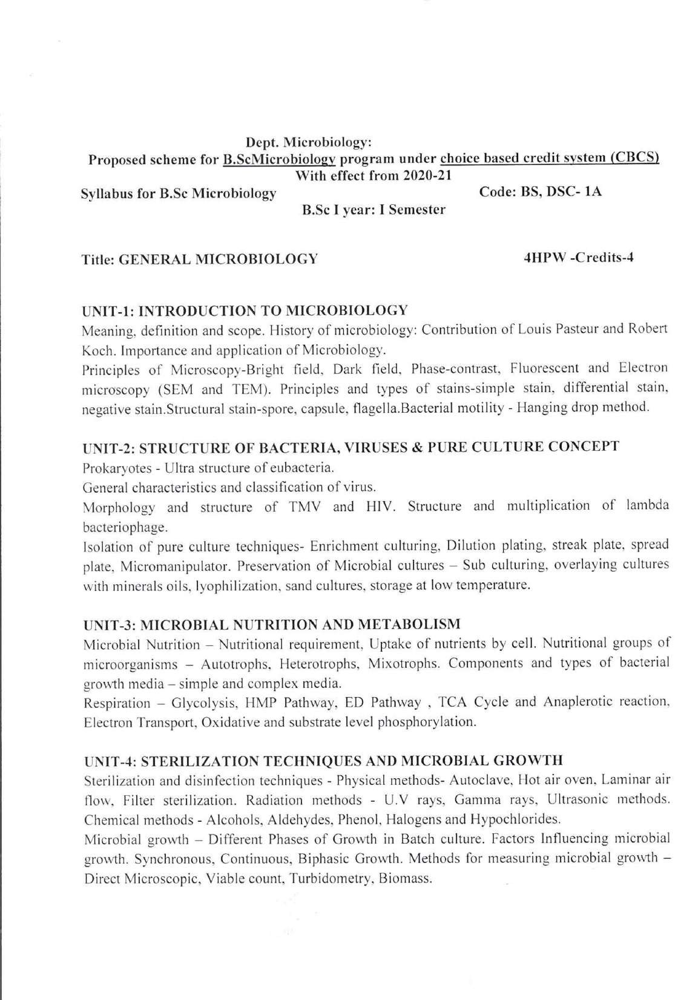 Dept. Microbiology:
Proposed scheme for B.ScMicrobiology program under choice based credit system (CBCS)
With effect from 2020-21
Syllabus for B.Sc Microbiology Code: BS, DSC- 1A
B.Sc I year: I Semester
Title: GENERAL MICROBIOLOGY 4HPW -Credits-4
UNIT-1: INTRODUCTION TO MICROBIOLOGY
Meaning, definition and scope. History of microbiology: Contribution of Louis Pasteur and Robert
Koch. Importance and application of Microbiology.
Principles of Microscopy-Bright field, Dark field, Phase-contrast, Fluorescent and Electron
microscopy (SEM and TEM). Principles and types of stains-simple stain, differential stain,
negative stain.Structural stain-spore, capsule, flagella.Bacterial motility - Hanging drop method.
UNIT-2: STRUCTURE OF BACTERIA, VIRUSES & PURE CULTURE CONCEPT
Prokaryotes - Ultra structure of eubacteria.
General characteristics and classification of virus.
Morphology and structure of TMV and HIV. Structure and multiplication of lambda
bacteriophage.
Isolation of pure culture techniques- Enrichment culturing, Dilution plating, streak plate, spread
plate, Micromanipulator. Preservation of Microbial cultures – Sub culturing, overlaying cultures
with minerals oils, lyophilization, sand cultures, storage at low temperature.
UNIT-3: MICROBIAL NUTRITION AND METABOLISM
Microbial Nutrition – Nutritional requirement, Uptake of nutrients by cell. Nutritional groups of
microorganisms – Autotrophs, Heterotrophs, Mixotrophs. Components and types of bacterial
growth media – simple and complex media.
Respiration – Glycolysis, HMP Pathway, ED Pathway , TCA Cycle and Anaplerotic reaction,
Electron Transport, Oxidative and substrate level phosphorylation.
UNIT-4: STERILIZATION TECHNIQUES AND MICROBIAL GROWTH
Sterilization and disinfection techniques - Physical methods- Autoclave, Hot air oven, Laminar air
flow, Filter sterilization. Radiation methods - U.V rays, Gamma rays, Ultrasonic methods.
Chemical methods - Alcohols, Aldehydes, Phenol, Halogens and Hypochlorides.
Microbial growth – Different Phases of Growth in Batch culture. Factors Influencing microbial
growth. Synchronous, Continuous, Biphasic Growth. Methods for measuring microbial growth –
Direct Microscopic, Viable count, Turbidometry, Biomass.